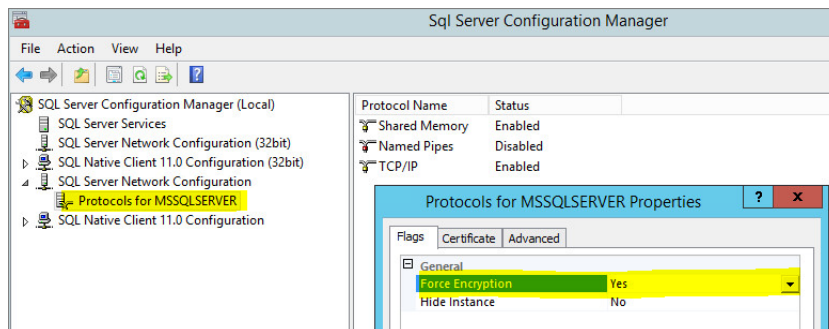 Sql Server Configuration Manager
File Action View Help
SQL Server Configuration Manager (Local)
SQL Server Services
SQL Server Network Configuration (32bit)
SQL Native Client 11.0 Configuration (32bit)
SQL Server Network Configuration
Protocols for MSSQLSERVER
SQL Native Client 11.0 Configuration
Protocol Name Status
Shared Memory Enabled
Named Pipes Disabled
TCP/IP Enabled
Protocols for MSSQLSERVER Properties
? x
Flags Certificate Advanced
General
Force Encryption Yes
Hide Instance No